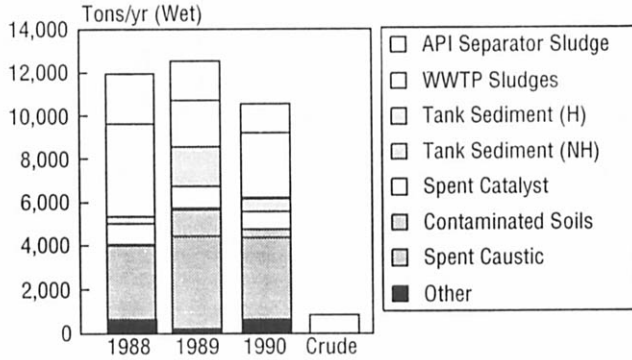 Tons/yr (Wet)
14,000
12,000
10,000
8,000
6,000
4,000
2,000
0
1988 1989 1990 Crude
API Separator Sludge
WWTP Sludges
Tank Sediment (H)
Tank Sediment (NH)
Spent Catalyst
Contaminated Soils
Spent Caustic
Other